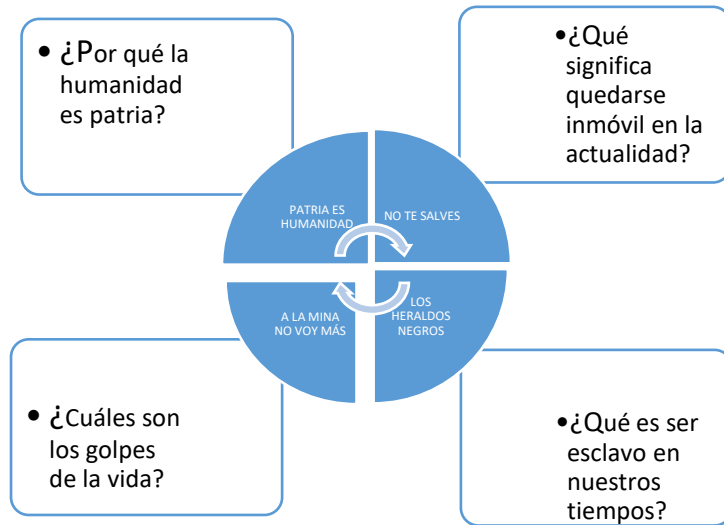 • ¿Por qué la
humanidad
es patria?
•¿Qué
significa
quedarse
inmóvil en la
actualidad?
PATRIA ES
HUMANIDAD
NO TE SALVES
A LA MINA
NO VOY MÁS
LOS
HERALDOS
NEGROS
• ¿Cuáles son
los golpes
de la vida?
•¿Qué es ser
esclavo en
nuestros
tiempos?